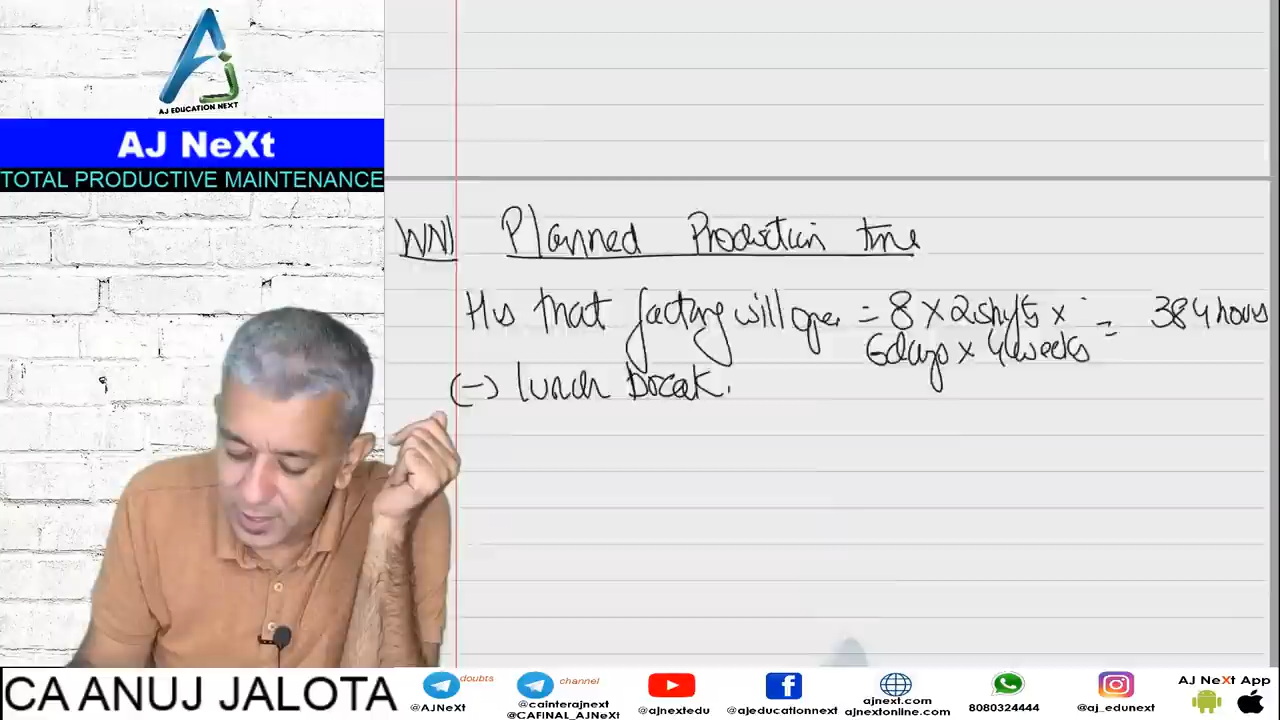 AJ EDUCATION NEXT
AJ NeXt
TOTAL PRODUCTIVE MAINTENANCE
WN1 Planned Production time
Hrs that factory will open = 8 X 2 shifts x = 384 hours
6 days x 4 weeks
(-) lunch break.
CA ANUJ JALOTA
doubts
@AJNeXt
channel
@cainterajnext
@CAFINAL_AJNeXt
@ajnextedu
@ajeducationnext
ajnext.com
ajnextonline.com
8080324444
@aj_edunext
AJ NeXt App